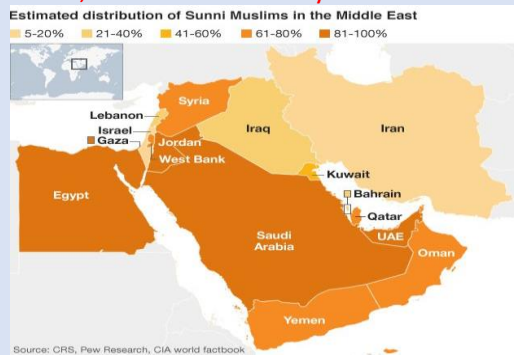 Estimated distribution of Sunni Muslims in the Middle East
5-20% 21-40% 41-60% 61-80% 81-100%
Lebanon
Syria
Israel
Gaza
Jordan
West Bank
Iraq
Iran
Kuwait
Bahrain
Egypt
Qatar
Saudi
Arabia
UAE
Oman
Yemen
Source: CRS, Pew Research, CIA world factbook